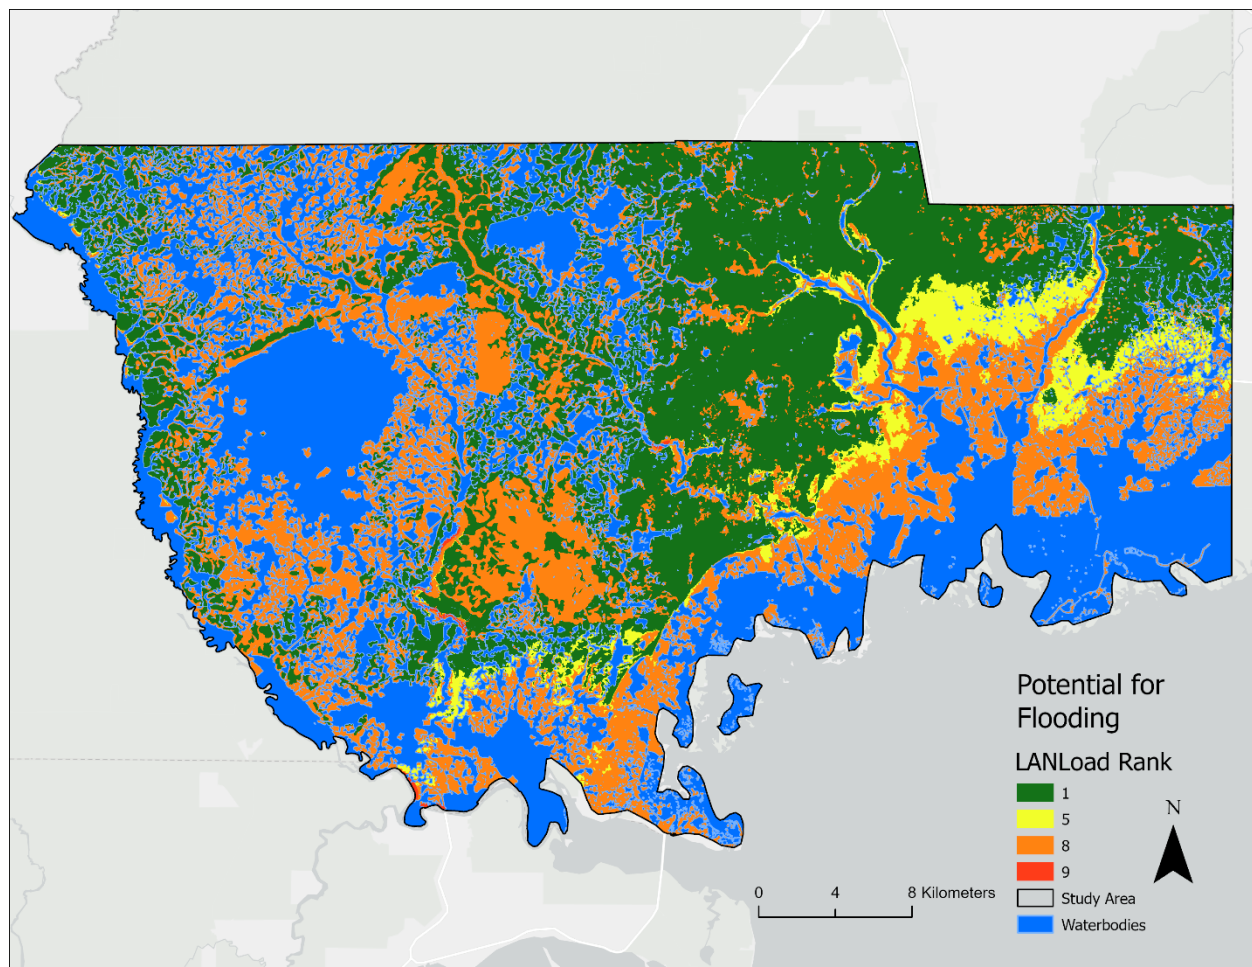 Potential for
Flooding
LANLoad Rank
1
5
8
9
Study Area
Waterbodies
N
0 4 8 Kilometers